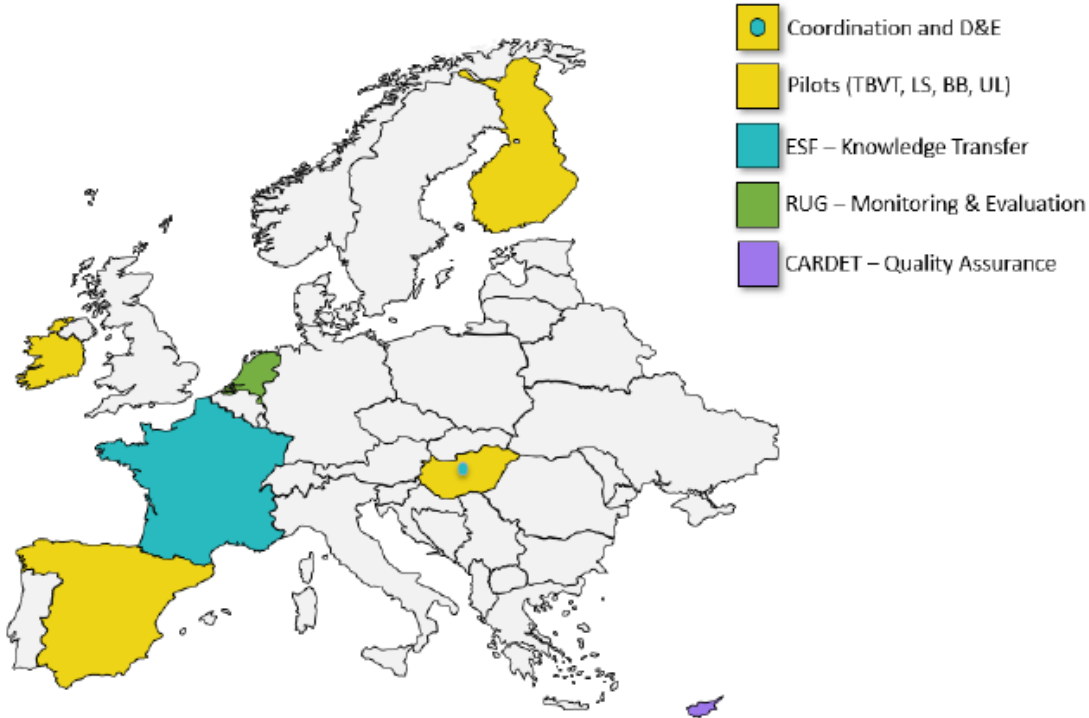 Coordination and D&E
Pilots (TBVT, LS, BB, UL)
ESF – Knowledge Transfer
RUG – Monitoring & Evaluation
CARDET – Quality Assurance